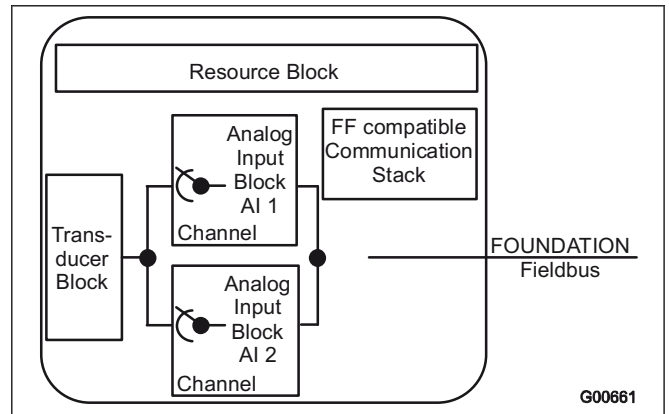 Resource Block
Analog
Input
Block
AI 1
Channel
FF compatible
Communication
Stack
Trans-
ducer
Block
FOUNDATION
Fieldbus
Analog
Input
Block
AI 2
Channel
G00661